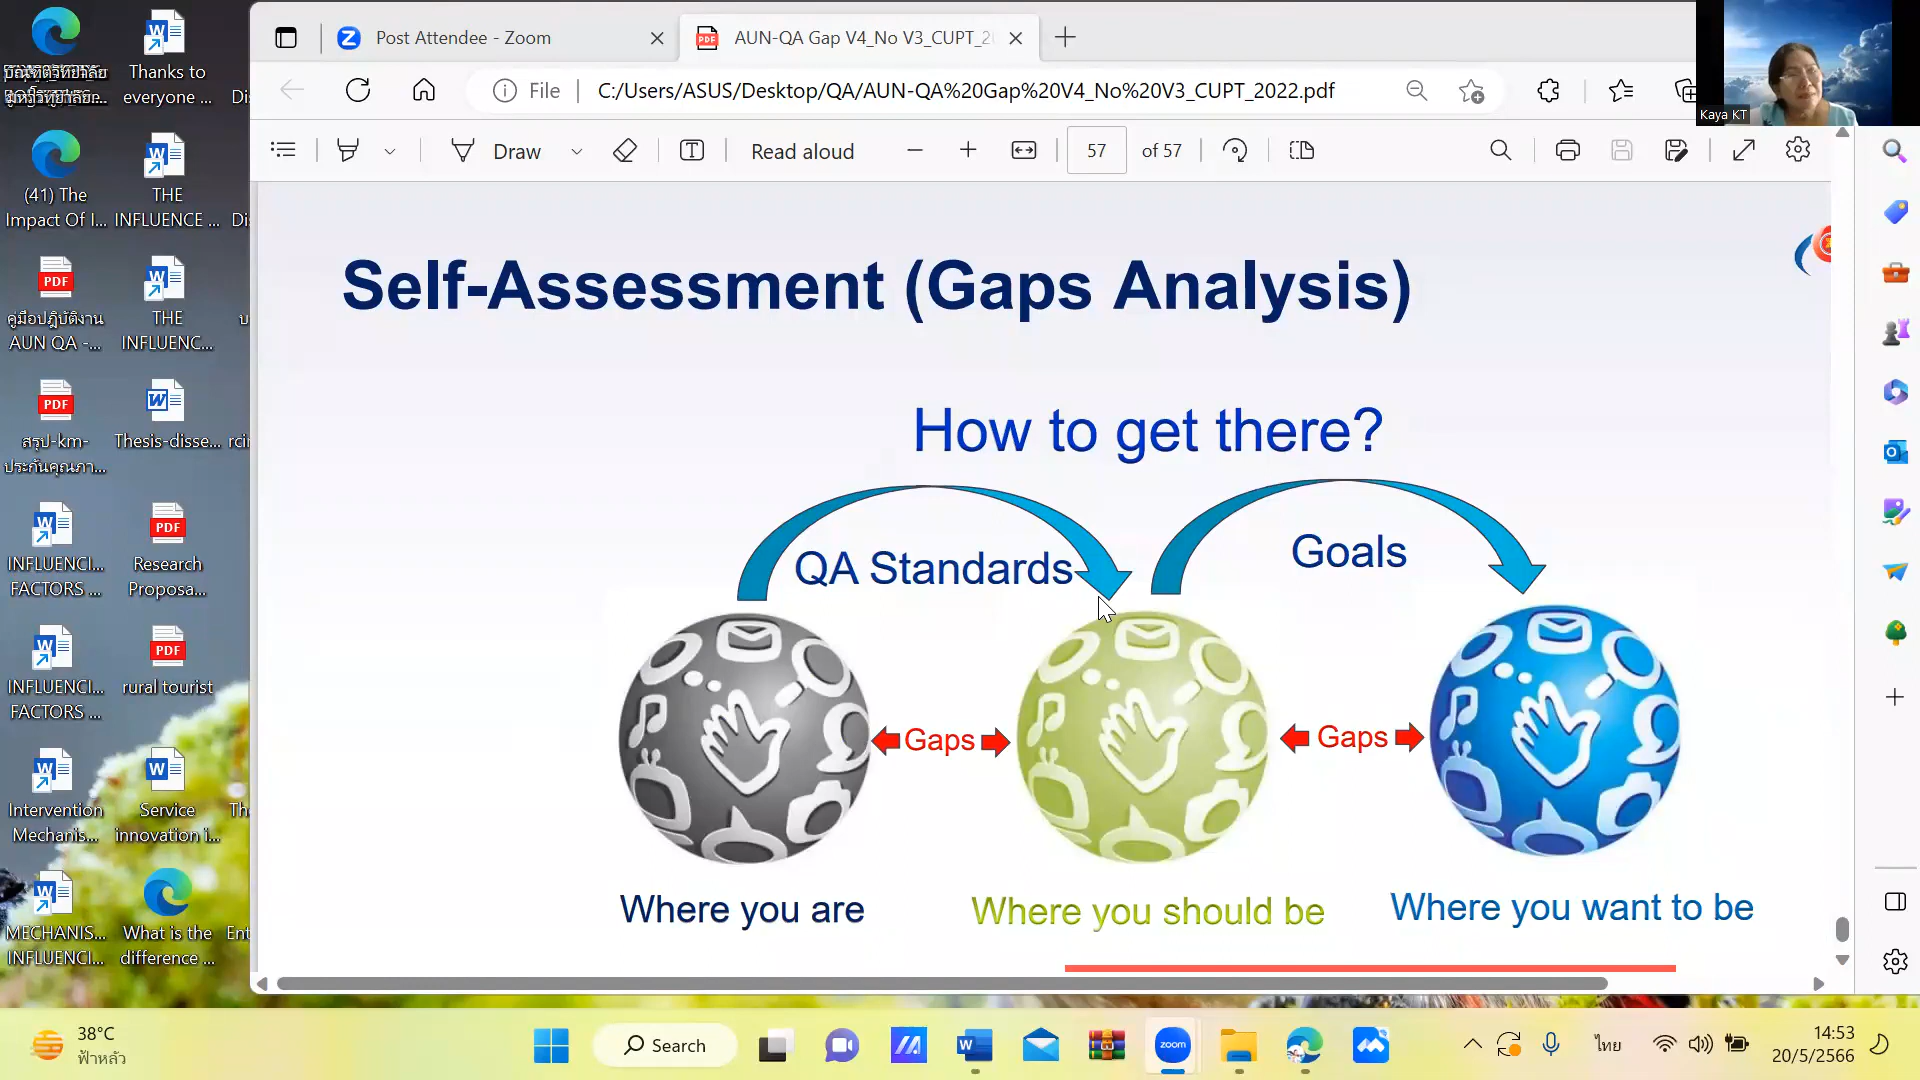 Post Attendee - Zoom
AUN-QA Gap V4_No V3_CUPT_2
File
C:/Users/ASUS/Desktop/QA/AUN-QA%20Gap%20V4_No%20V3_CUPT_2022.pdf
Kaya KT
Draw
Read aloud
57
of 57
Thanks to
everyone ...
(41) The
Impact Of I...
THE
INFLUENCE ...
คู่มือปฏิบัติงาน
AUN QA -...
THE
INFLUENC...
สรุป-km-
ประกันคุณภา...
Thesis-disse...
INFLUENCI...
FACTORS ...
Research
Proposa...
INFLUENCI...
FACTORS ...
rural tourist
Intervention
Mechanis...
Service
innovation i...
MECHANIS...
INFLUENCI...
What is the
difference ...
Self-Assessment (Gaps Analysis)
How to get there?
QA Standards
Goals
Gaps
Gaps
Where you are
Where you should be
Where you want to be
38°C
ฟ้าหลัว
Search
zoom
ไทย
14:53
20/5/2566